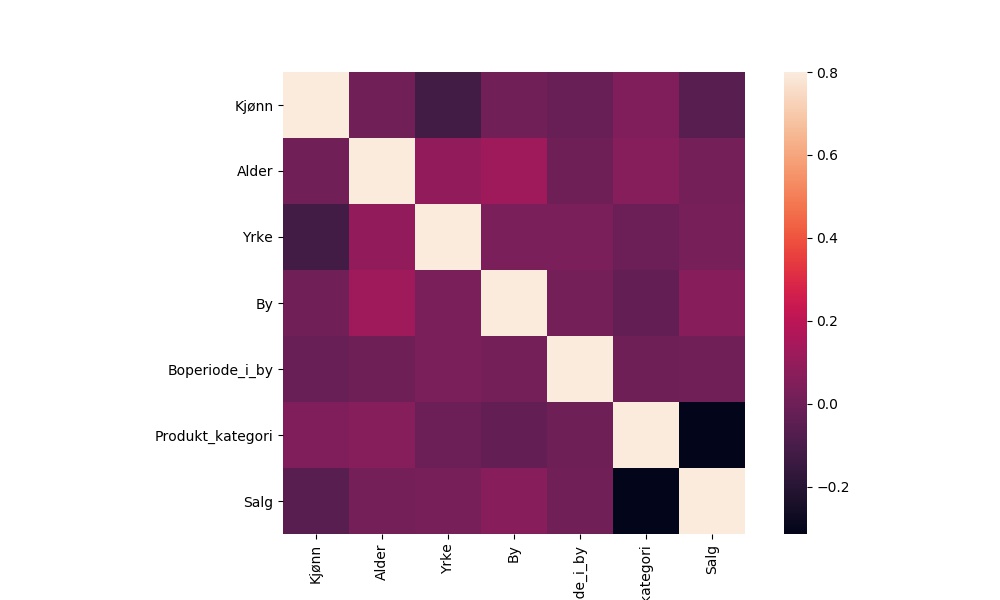 Kjønn
Alder
Yrke
By
Boperiode_i_by
Produkt_kategori
Salg
Kjønn
Alder
Yrke
By
de_i_by
kategori
Salg
0.8
0.6
0.4
0.2
0.0
−0.2